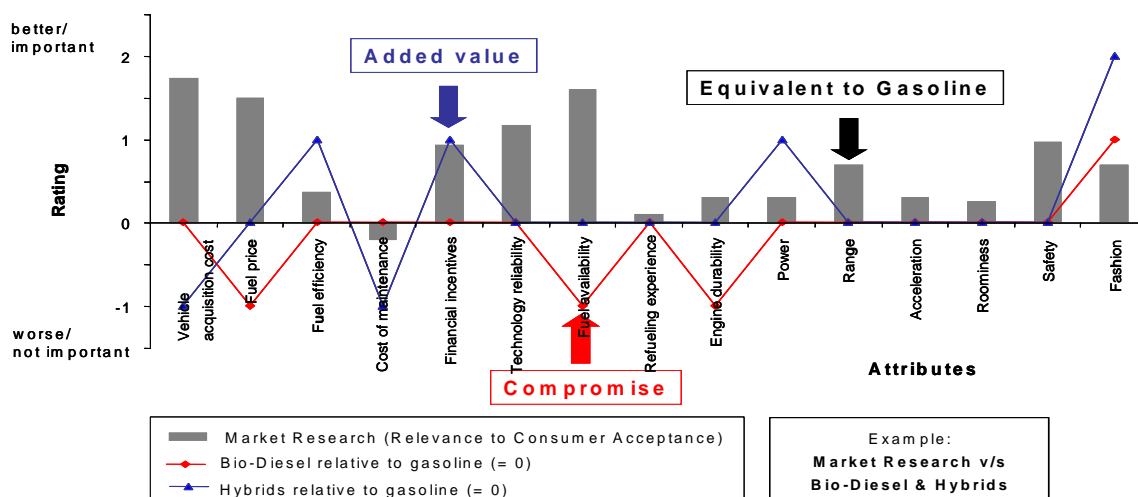 better/
important
Added value
Equivalent to Gasoline
2
1
0
-1
Rating
worse/
not important
Vehicle
acquisition cost
Fuel price
Fuel efficiency
Cost of maintenance
Financial incentives
Technology reliability
Fuel availability
Refueling experience
Engine durability
Power
Range
Acceleration
Roominess
Safety
Fashion
Attributes
Compromise
Market Research (Relevance to Consumer Acceptance)
Bio-Diesel relative to gasoline (= 0)
Hybrids relative to gasoline (= 0)
Example:
Market Research v/s
Bio-Diesel & Hybrids